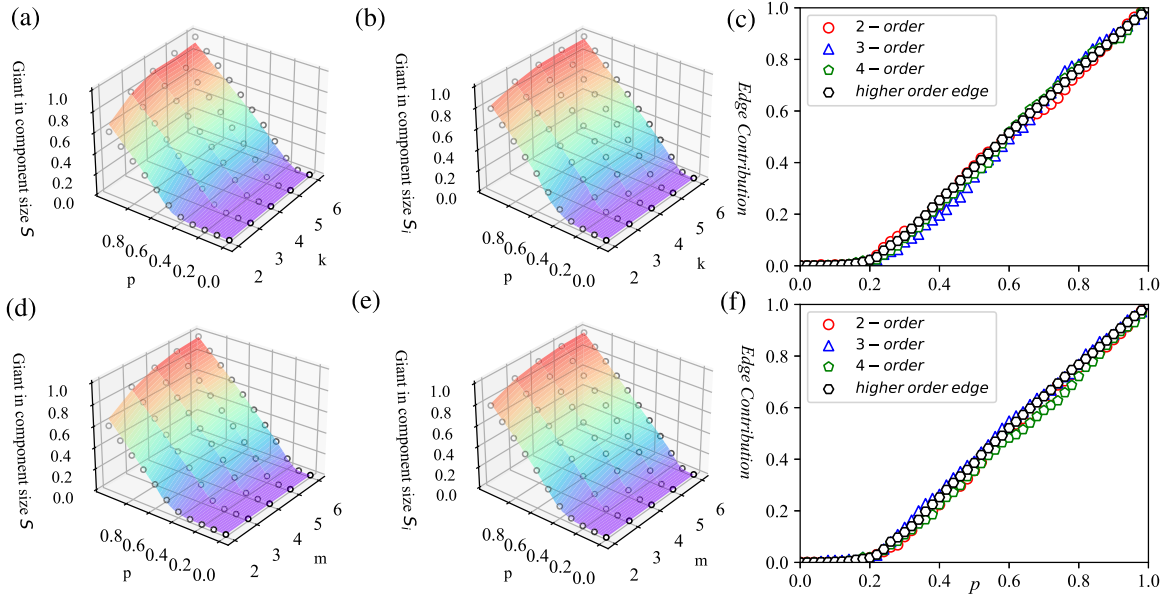 (a)
Giant in component size S
1.0
0.8
0.6
0.4
0.2
0.0
0.8
0.6
0.4
0.2
0.0
p
2
3
4
5
6
k
(b)
Giant in component size S_i
1.0
0.8
0.6
0.4
0.2
0.0
0.8
0.6
0.4
0.2
0.0
p
2
3
4
5
6
k
(c)
Edge Contribution
1.0
0.8
0.6
0.4
0.2
0.0
2 − order
3 − order
4 − order
higher order edge
0.0 0.2 0.4 0.6 0.8 1.0
(d)
Giant in component size S
1.0
0.8
0.6
0.4
0.2
0.0
0.8
0.6
0.4
0.2
0.0
p
2
3
4
5
6
m
(e)
Giant in component size S_i
1.0
0.8
0.6
0.4
0.2
0.0
0.8
0.6
0.4
0.2
0.0
p
2
3
4
5
6
m
(f)
Edge Contribution
1.0
0.8
0.6
0.4
0.2
0.0
2 − order
3 − order
4 − order
higher order edge
0.0 0.2 0.4 0.6 0.8 1.0
p